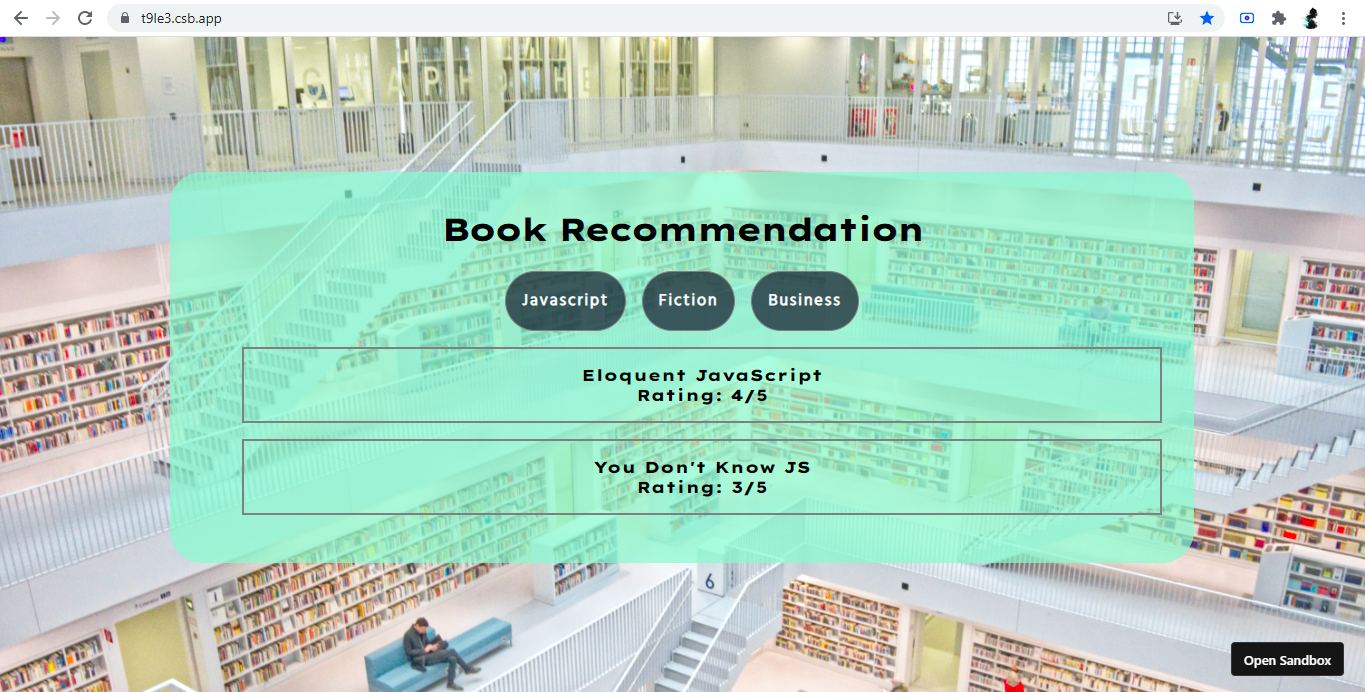 t9le3.csb.app
Book Recommendation
Javascript Fiction Business
Eloquent JavaScript
Rating: 4/5
You Don't Know JS
Rating: 3/5
6
Open Sandbox